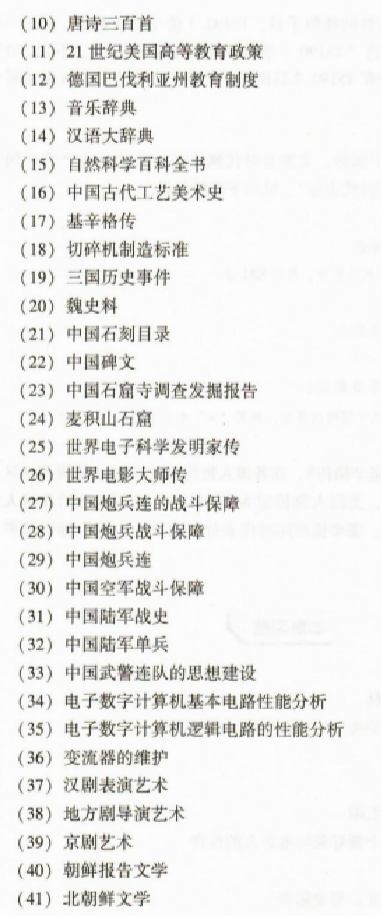 (10) 唐诗三百首
(11) 21世纪美国高等教育政策
(12) 德国巴伐利亚州教育制度
(13) 音乐辞典
(14) 汉语大辞典
(15) 自然科学百科全书
(16) 中国古代工艺美术史
(17) 基辛格传
(18) 切碎机制造标准
(19) 三国历史事件
(20) 魏史料
(21) 中国石刻目录
(22) 中国碑文
(23) 中国石窟寺调查发掘报告
(24) 麦积山石窟
(25) 世界电子科学发明家传
(26) 世界电影大师传
(27) 中国炮兵连的战斗保障
(28) 中国炮兵战斗保障
(29) 中国炮兵连
(30) 中国空军战斗保障
(31) 中国陆军战史
(32) 中国陆军单兵
(33) 中国武警连队的思想建设
(34) 电子数字计算机基本电路性能分析
(35) 电子数字计算机逻辑电路的性能分析
(36) 变流器的维护
(37) 汉剧表演艺术
(38) 地方剧导演艺术
(39) 京剧艺术
(40) 朝鲜报告文学
(41) 北朝鲜文学